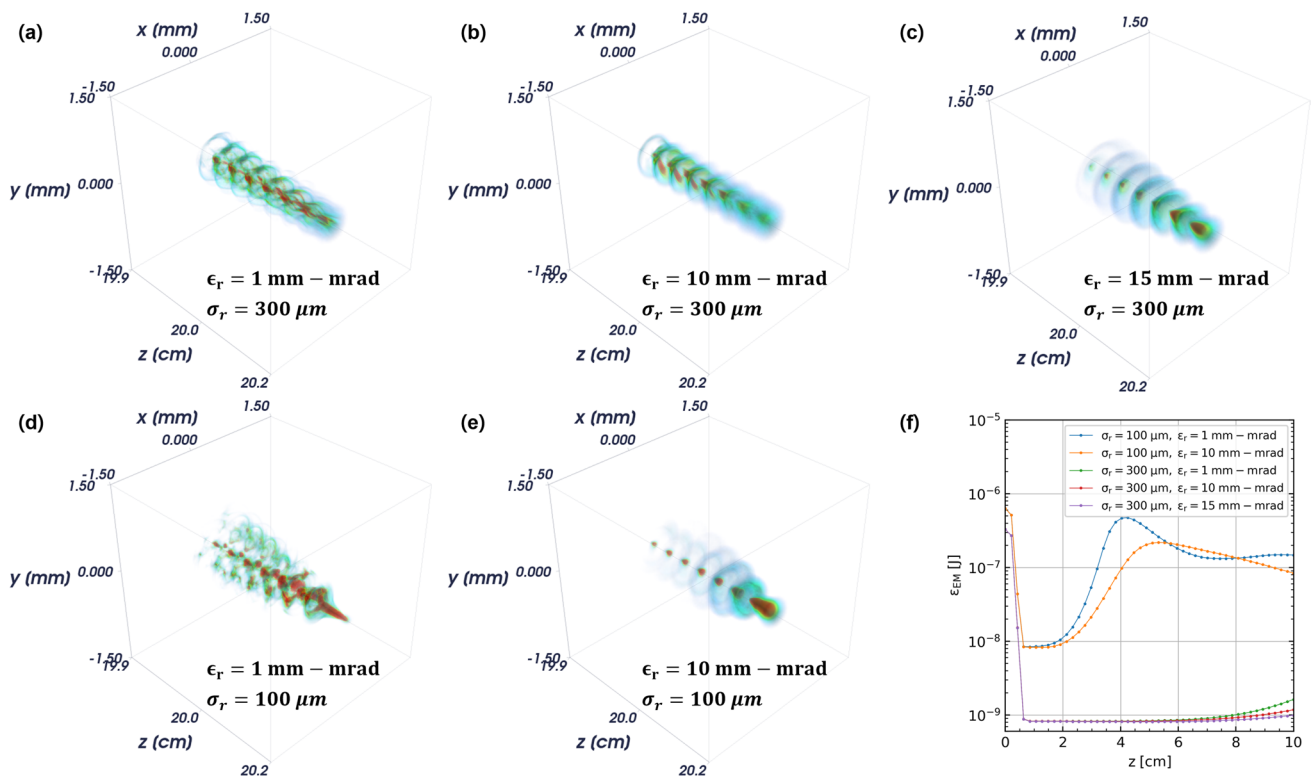 (a)
x (mm)
1.50
0.000
-1.50
1.50
y (mm)
0.000
-1.50
19.9
ϵr = 1 mm − mrad
σr = 300 μm
20.0
z (cm)
20.2
(b)
x (mm)
1.50
0.000
-1.50
1.50
y (mm)
0.000
-1.50
19.9
ϵr = 10 mm − mrad
σr = 300 μm
20.0
z (cm)
20.2
(c)
x (mm)
1.50
0.000
-1.50
1.50
y (mm)
0.000
-1.50
19.9
ϵr = 15 mm − mrad
σr = 300 μm
20.0
z (cm)
20.2
(d)
x (mm)
1.50
0.000
-1.50
1.50
y (mm)
0.000
-1.50
19.9
ϵr = 1 mm − mrad
σr = 100 μm
20.0
z (cm)
20.2
(e)
x (mm)
1.50
0.000
-1.50
1.50
y (mm)
0.000
-1.50
19.9
ϵr = 10 mm − mrad
σr = 100 μm
20.0
z (cm)
20.2
(f)
σr = 100 μm, εr = 1 mm − mrad
σr = 100 μm, εr = 10 mm − mrad
σr = 300 μm, εr = 1 mm − mrad
σr = 300 μm, εr = 10 mm − mrad
σr = 300 μm, εr = 15 mm − mrad
10⁻⁵
10⁻⁶
10⁻⁷
10⁻⁸
10⁻⁹
εEM [J]
0 2 4 6 8 10
z [cm]